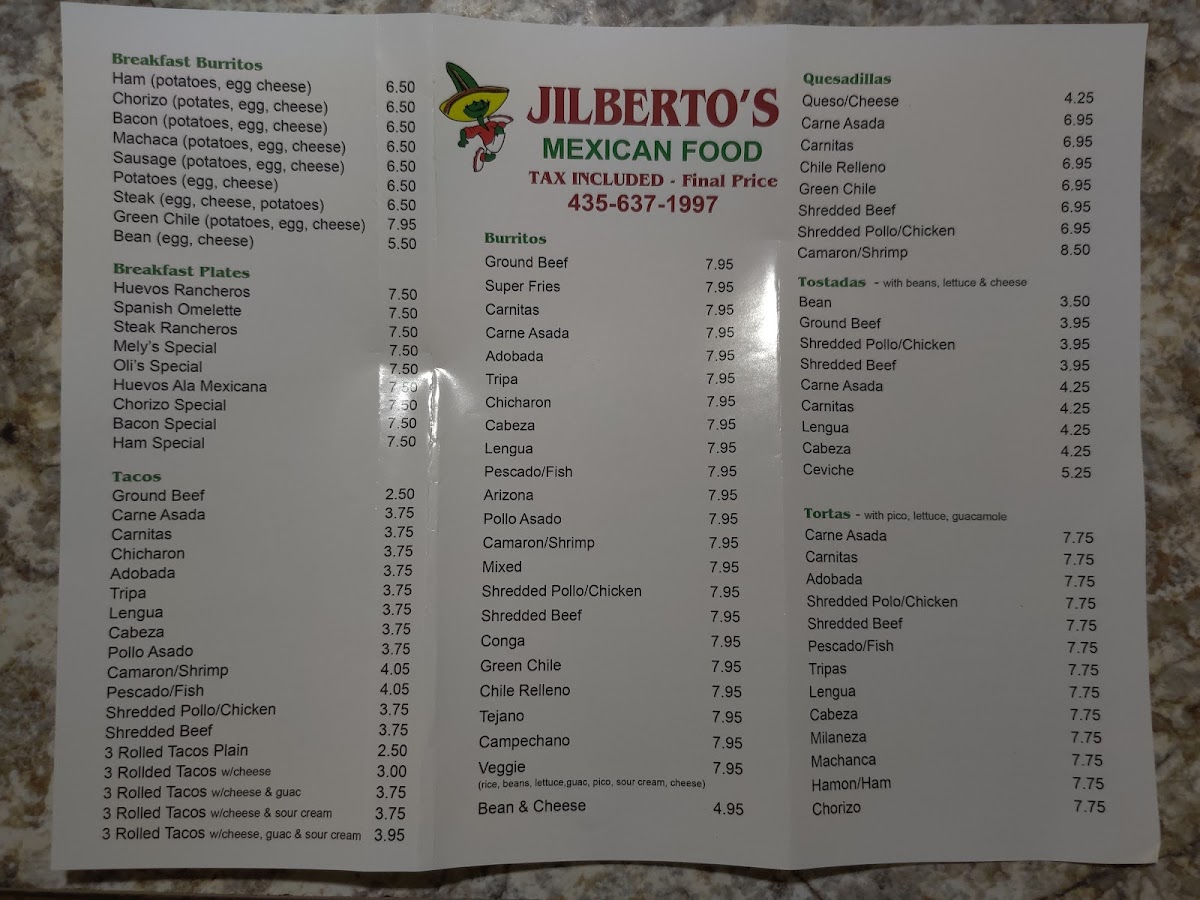 Breakfast Burritos
Ham (potatoes, egg cheese) 6.50
Chorizo (potates, egg, cheese) 6.50
Bacon (potatoes, egg, cheese) 6.50
Machaca (potatoes, egg, cheese) 6.50
Sausage (potatoes, egg, cheese) 6.50
Potatoes (egg, cheese) 6.50
Steak (egg, cheese, potatoes) 6.50
Green Chile (potatoes, egg, cheese) 7.95
Bean (egg, cheese) 5.50
Breakfast Plates
Huevos Rancheros 7.50
Spanish Omelette 7.50
Steak Rancheros 7.50
Mely's Special 7.50
Oli's Special 7.50
Huevos Ala Mexicana 7.50
Chorizo Special 7.50
Bacon Special 7.50
Ham Special 7.50
Tacos
Ground Beef 2.50
Carne Asada 3.75
Carnitas 3.75
Chicharon 3.75
Adobada 3.75
Tripa 3.75
Lengua 3.75
Cabeza 3.75
Pollo Asado 3.75
Camaron/Shrimp 4.05
Pescado/Fish 4.05
Shredded Pollo/Chicken 3.75
Shredded Beef 3.75
3 Rolled Tacos Plain 2.50
3 Rollded Tacos w/cheese 3.00
3 Rolled Tacos w/cheese & guac 3.75
3 Rolled Tacos w/cheese & sour cream 3.75
3 Rolled Tacos w/cheese, guac & sour cream 3.95
JILBERTO'S
MEXICAN FOOD
TAX INCLUDED - Final Price
435-637-1997
Burritos
Ground Beef 7.95
Super Fries 7.95
Carnitas 7.95
Carne Asada 7.95
Adobada 7.95
Tripa 7.95
Chicharon 7.95
Cabeza 7.95
Lengua 7.95
Pescado/Fish 7.95
Arizona 7.95
Pollo Asado 7.95
Camaron/Shrimp 7.95
Mixed 7.95
Shredded Pollo/Chicken 7.95
Shredded Beef 7.95
Conga 7.95
Green Chile 7.95
Chile Relleno 7.95
Tejano 7.95
Campechano 7.95
Veggie 7.95
(rice, beans, lettuce,guac, pico, sour cream, cheese)
Bean & Cheese 4.95
Quesadillas
Queso/Cheese 4.25
Carne Asada 6.95
Carnitas 6.95
Chile Relleno 6.95
Green Chile 6.95
Shredded Beef 6.95
Shredded Pollo/Chicken 6.95
Camaron/Shrimp 8.50
Tostadas - with beans, lettuce & cheese
Bean 3.50
Ground Beef 3.95
Shredded Pollo/Chicken 3.95
Shredded Beef 3.95
Carne Asada 4.25
Carnitas 4.25
Lengua 4.25
Cabeza 4.25
Ceviche 5.25
Tortas - with pico, lettuce, guacamole
Carne Asada 7.75
Carnitas 7.75
Adobada 7.75
Shredded Polo/Chicken 7.75
Shredded Beef 7.75
Pescado/Fish 7.75
Tripas 7.75
Lengua 7.75
Cabeza 7.75
Milaneza 7.75
Machanca 7.75
Hamon/Ham 7.75
Chorizo 7.75